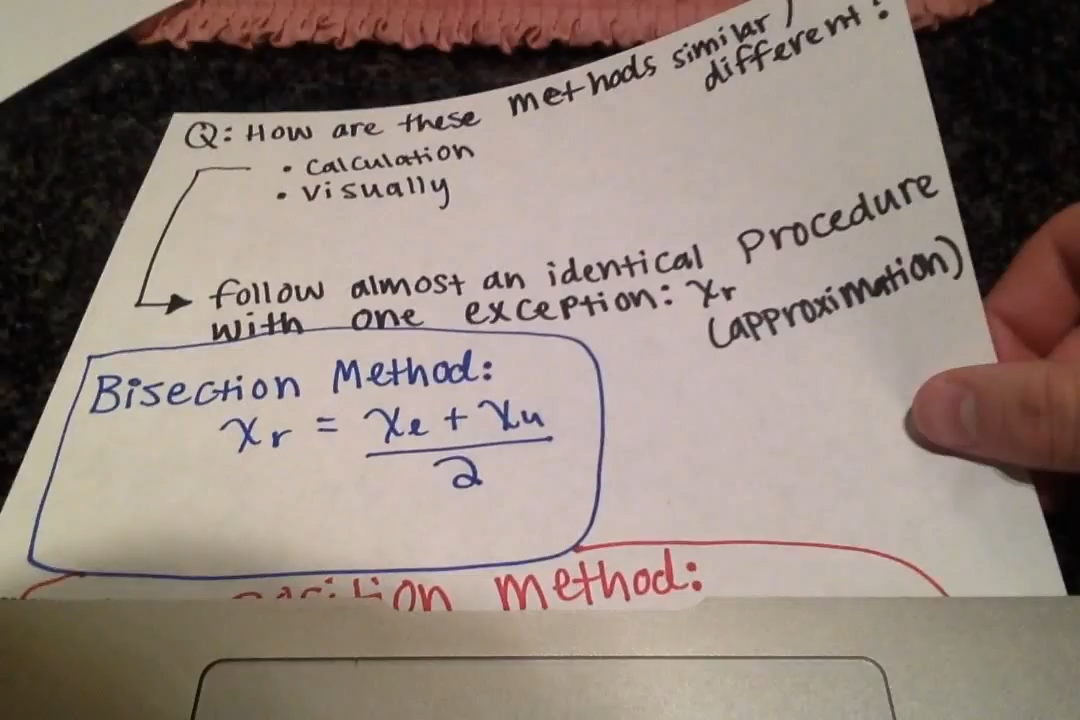 Q: How are these methods similar /
different?
• Calculation
• Visually
follow almost an identical procedure
with one exception: xr
(approximation)
Bisection Method:
xr = xe + xu
2
method: